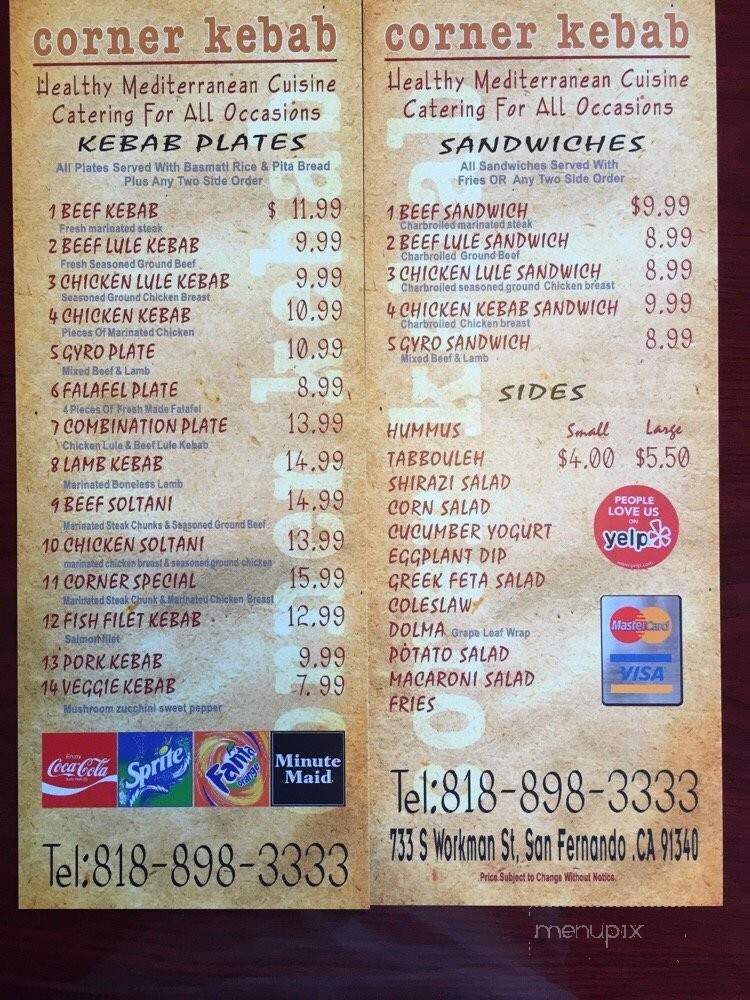 corner kebab
Healthy Mediterranean Cuisine
Catering For All Occasions
KEBAB PLATES
All Plates Served With Basmati Rice & Pita Bread
Plus Any Two Side Order
1 BEEF KEBAB $ 11.99
Fresh marinated steak
2 BEEF LULE KEBAB 9.99
Fresh Seasoned Ground Beef
3 CHICKEN LULE KEBAB 9.99
Seasoned Ground Chicken Breast
4 CHICKEN KEBAB 10.99
Pieces Of Marinated Chicken
5 GYRO PLATE 10.99
Mixed Beef & Lamb
6 FALAFEL PLATE 8.99
4 Pieces Of Fresh Made Falafel
7 COMBINATION PLATE 13.99
Chicken Lule & Beef Lule Kebab
8 LAMB KEBAB 14.99
Marinated Boneless Lamb
9 BEEF SOLTANI 14.99
Marinated Steak Chunks & Seasoned Ground Beef
10 CHICKEN SOLTANI 13.99
marinated chicken breast & seasoned ground chicken
11 CORNER SPECIAL 15.99
Marinated Steak Chunk & Marinated Chicken Breast
12 FISH FILET KEBAB 12.99
Salmon filet
13 PORK KEBAB 9.99
14 VEGGIE KEBAB 7.99
Mushroom zucchini sweet pepper
Enjoy
Coca-Cola
Sprite
Fanta
orange
Minute
Maid
Tel:818-898-3333
corner kebab
Healthy Mediterranean Cuisine
Catering For All Occasions
SANDWICHES
All Sandwiches Served With
Fries OR Any Two Side Order
1 BEEF SANDWICH $9.99
Charbroiled marinated steak
2 BEEF LULE SANDWICH 8.99
Charbroiled Ground Beef
3 CHICKEN LULE SANDWICH 8.99
Charbroiled seasoned ground Chicken breast
4 CHICKEN KEBAB SANDWICH 9.99
Charbroiled Chicken breast
5 GYRO SANDWICH 8.99
Mixed Beef & Lamb
SIDES
HUMMUS Small Large
TABBOULEH $4.00 $5.50
SHIRAZI SALAD
CORN SALAD
CUCUMBER YOGURT
EGGPLANT DIP
GREEK FETA SALAD
COLESLAW
DOLMA Grape Leaf Wrap
POTATO SALAD
MACARONI SALAD
FRIES
PEOPLE
LOVE US
ON
yelp
www.yelp.com
MasterCard
VISA
Tel:818-898-3333
733 S Workman St, San Fernando .CA 91340
Price Subject to Change Without Notice.
menupix